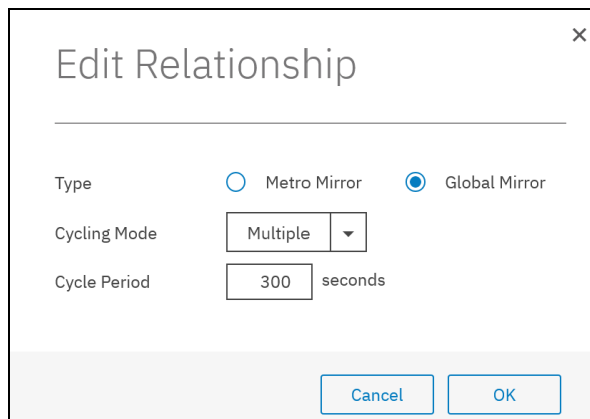 Edit Relationship
Type Metro Mirror Global Mirror
Cycling Mode Multiple
Cycle Period 300 seconds
Cancel OK